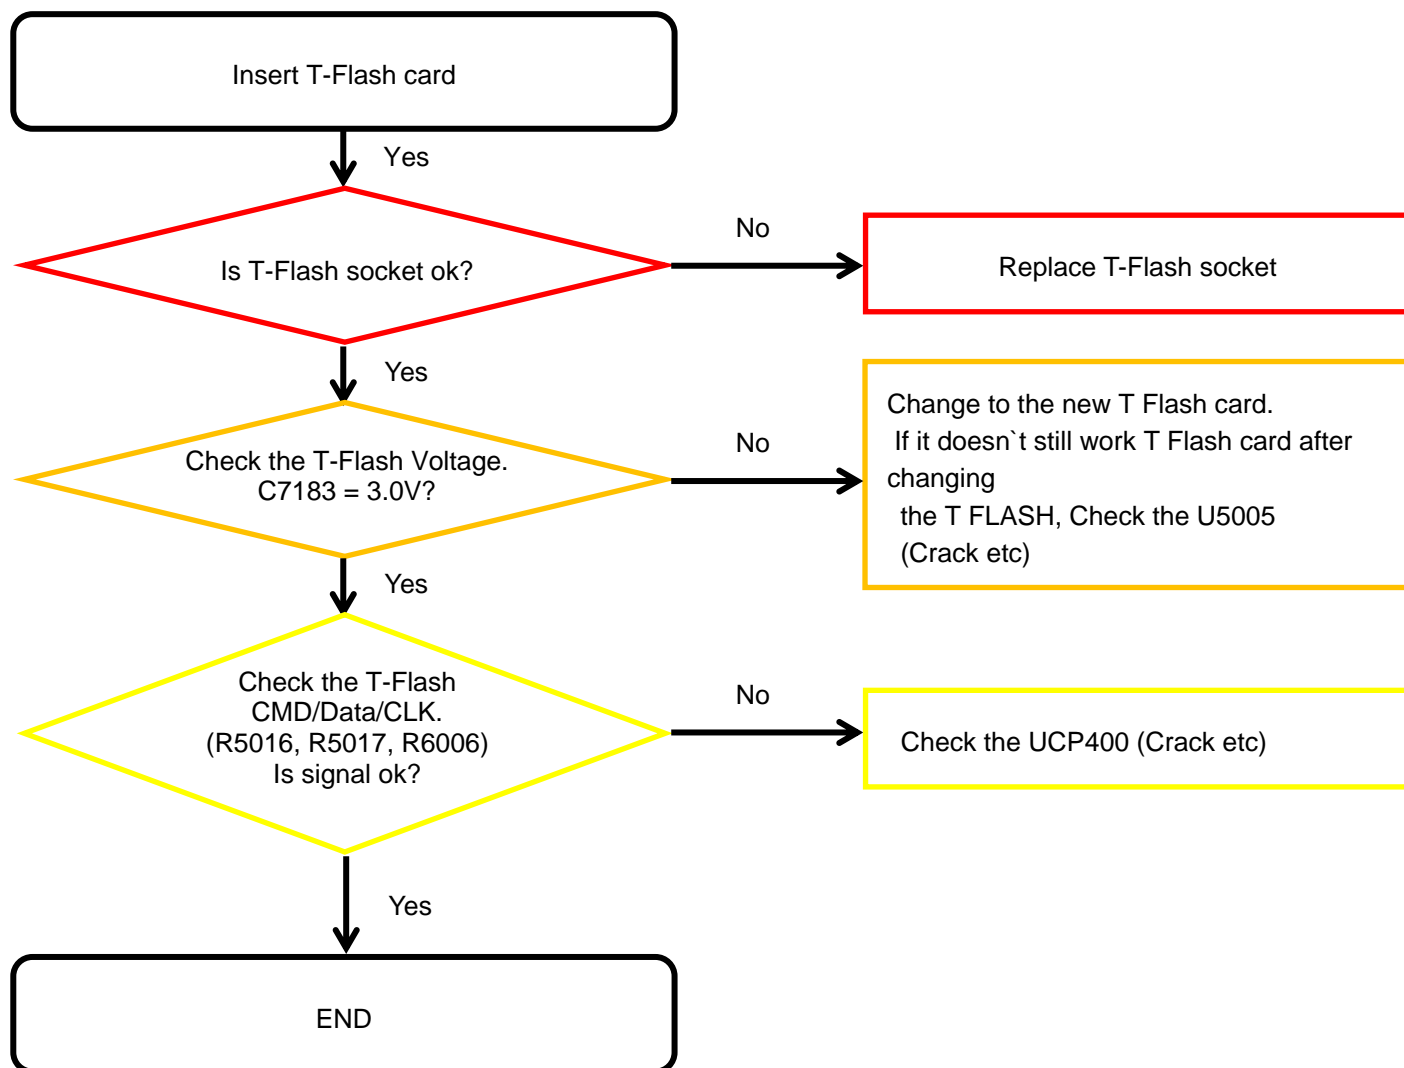 Insert T-Flash card
Yes
Is T-Flash socket ok?
No
Replace T-Flash socket
Yes
Check the T-Flash Voltage.
C7183 = 3.0V?
No
Change to the new T Flash card.
If it doesn`t still work T Flash card after
changing
the T FLASH, Check the U5005
(Crack etc)
Yes
Check the T-Flash
CMD/Data/CLK.
(R5016, R5017, R6006)
Is signal ok?
No
Check the UCP400 (Crack etc)
Yes
END